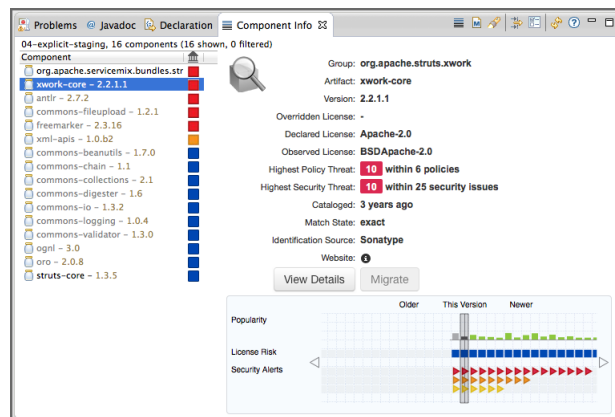 Problems @ Javadoc Declaration Component Info
04-explicit-staging, 16 components (16 shown, 0 filtered)
Component
org.apache.servicemix.bundles.str
xwork-core - 2.2.1.1
antlr - 2.7.2
commons-fileupload - 1.2.1
freemarker - 2.3.16
xml-apis - 1.0.b2
commons-beanutils - 1.7.0
commons-chain - 1.1
commons-collections - 2.1
commons-digester - 1.6
commons-io - 1.3.2
commons-logging - 1.0.4
commons-validator - 1.3.0
ognl - 3.0
oro - 2.0.8
struts-core - 1.3.5
Group: org.apache.struts.xwork
Artifact: xwork-core
Version: 2.2.1.1
Overridden License: -
Declared License: Apache-2.0
Observed License: BSDApache-2.0
Highest Policy Threat: 10 within 6 policies
Highest Security Threat: 10 within 25 security issues
Cataloged: 3 years ago
Match State: exact
Identification Source: Sonatype
Website:
View Details Migrate
Older This Version Newer
Popularity
License Risk
Security Alerts